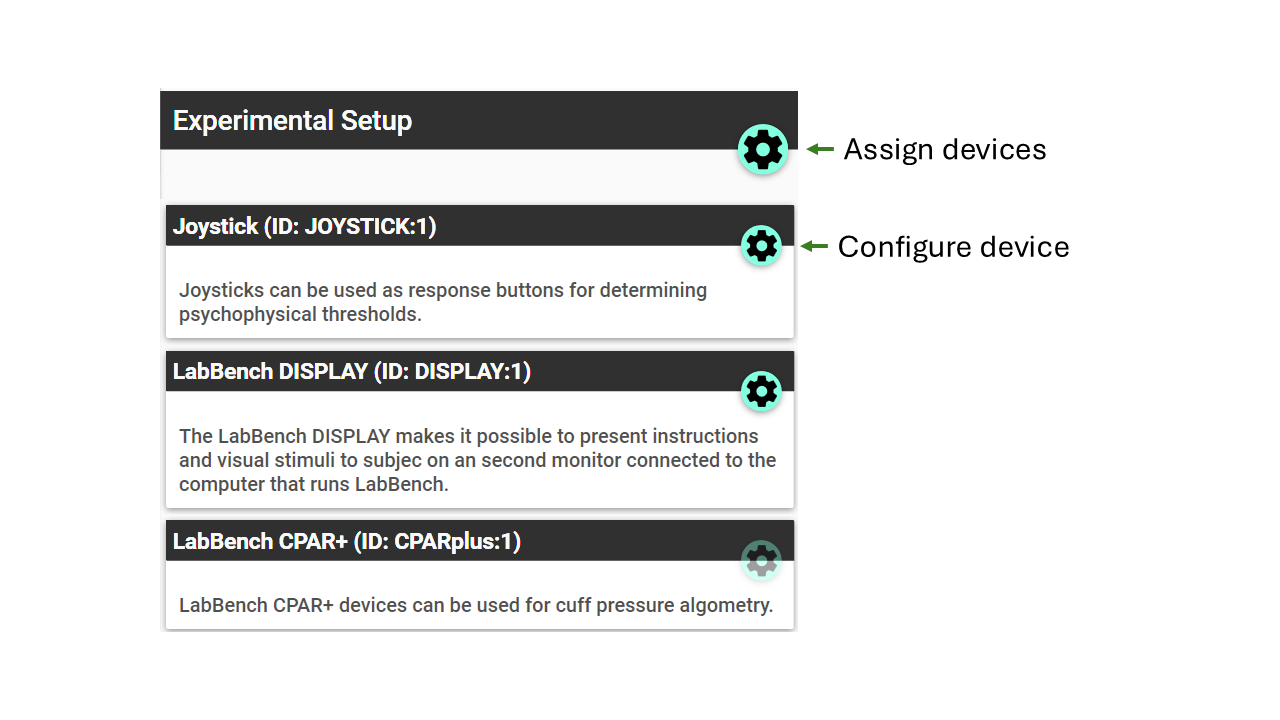 Experimental Setup
Assign devices
Joystick (ID: JOYSTICK:1)
Configure device
Joysticks can be used as response buttons for determining
psychophysical thresholds.
LabBench DISPLAY (ID: DISPLAY:1)
The LabBench DISPLAY makes it possible to present instructions
and visual stimuli to subjec on an second monitor connected to the
computer that runs LabBench.
LabBench CPAR+ (ID: CPARplus:1)
LabBench CPAR+ devices can be used for cuff pressure algometry.